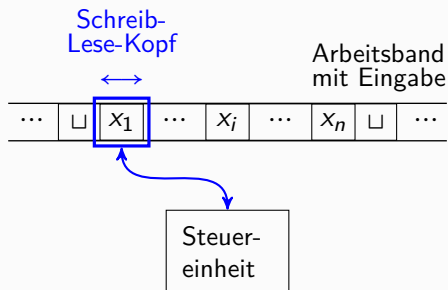 Schreib-
Lese-Kopf
Arbeitsband
mit Eingabe
⋯ ⊔ x₁ ⋯ xᵢ ⋯ xₙ ⊔ ⋯
Steuer-
einheit